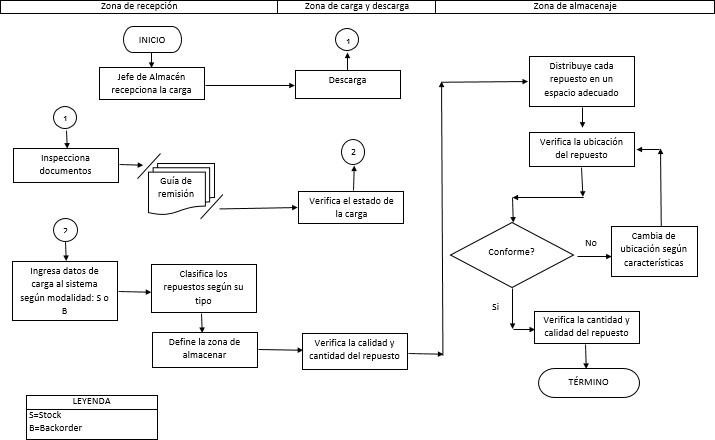 Zona de recepción
Zona de carga y descarga
Zona de almacenaje
INICIO
Jefe de Almacén
recepciona la carga
Descarga
1
1
Inspecciona
documentos
Guía de
remisión
Verifica el estado de
la carga
2
2
Ingresa datos de
carga al sistema
según modalidad: S o
B
Clasifica los
repuestos según su
tipo
Define la zona de
almacenar
Verifica la calidad y
cantidad del repuesto
Distribuye cada
repuesto en un
espacio adecuado
Verifica la ubicación
del repuesto
Conforme?
No
Cambia de
ubicación según
características
Si
Verifica la cantidad y
calidad del repuesto
TÉRMINO
LEYENDA
S=Stock
B=Backorder